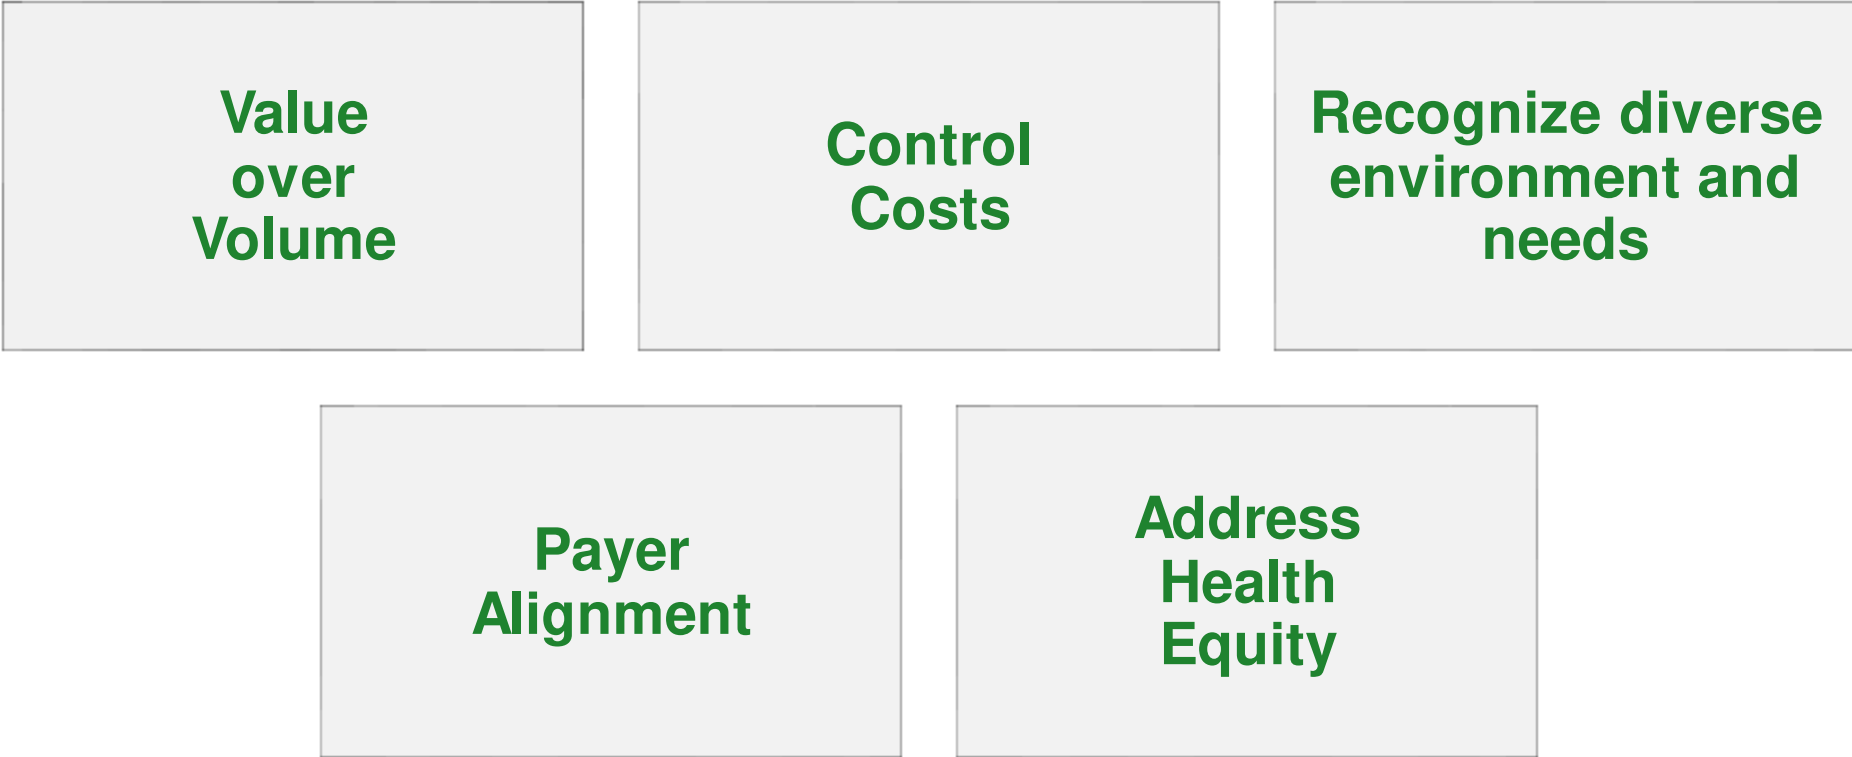 Value
over
Volume
Control
Costs
Recognize diverse
environment and
needs
Payer
Alignment
Address
Health
Equity